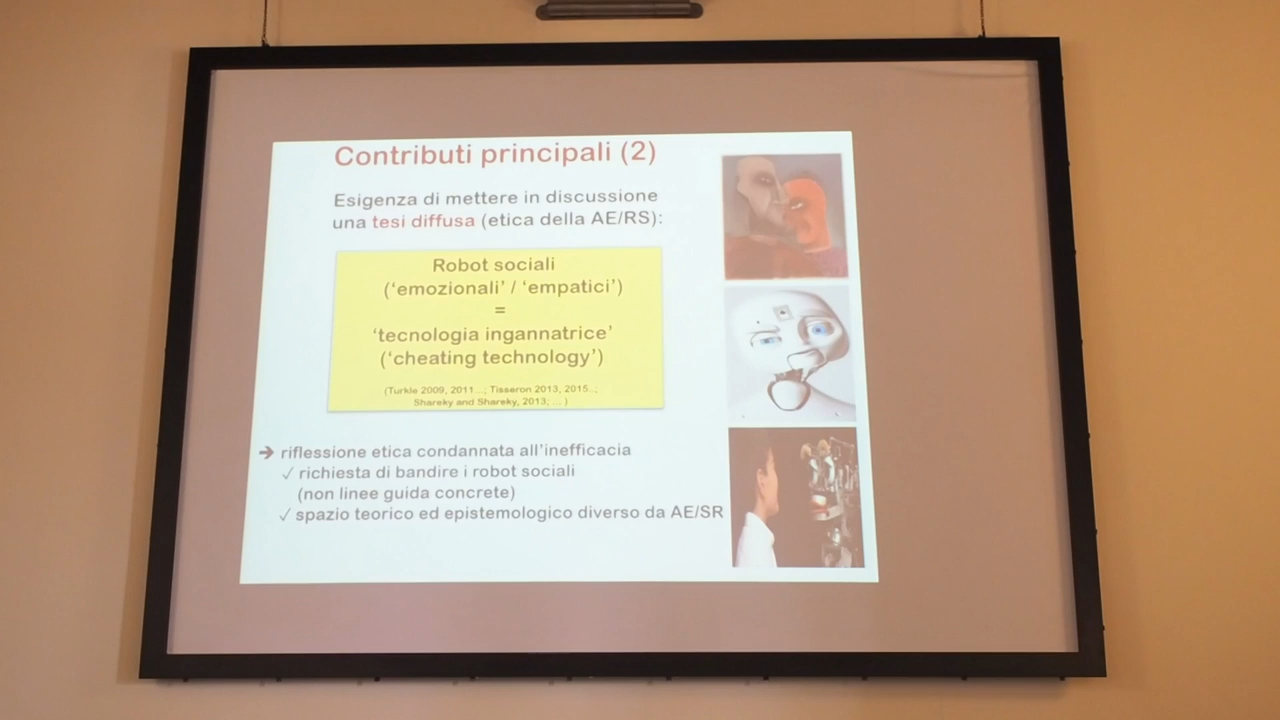 Contributi principali (2)
Esigenza di mettere in discussione
una tesi diffusa (etica della AE/RS):
Robot sociali
(‘emozionali’ / ‘empatici’)
=
‘tecnologia ingannatrice’
(‘cheating technology’)
(Turkle 2009, 2011...; Tisseron 2013, 2015..;
Shareky and Shareky, 2013; ... )
➔ riflessione etica condannata all’inefficacia
✓ richiesta di bandire i robot sociali
(non linee guida concrete)
✓ spazio teorico ed epistemologico diverso da AE/SR